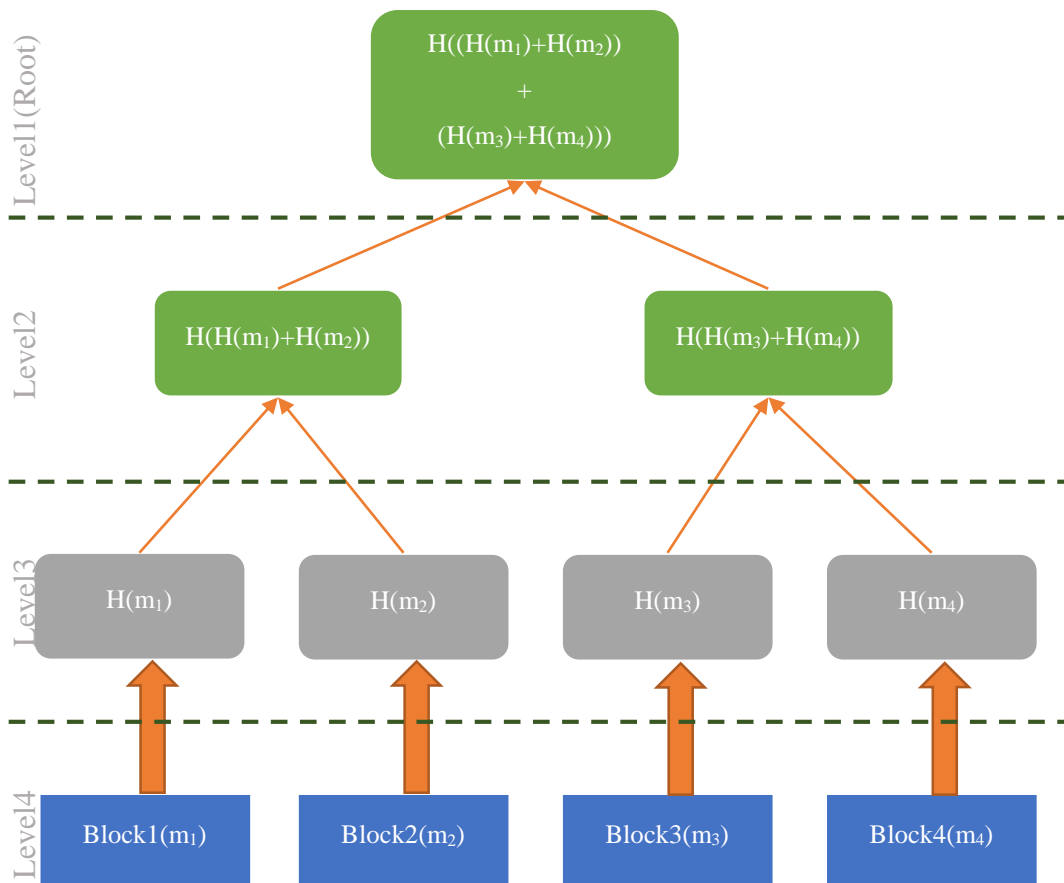 Level1(Root)
H((H(m₁)+H(m₂))
+
(H(m₃)+H(m₄)))
Level2
H(H(m₁)+H(m₂))
H(H(m₃)+H(m₄))
Level3
H(m₁)
H(m₂)
H(m₃)
H(m₄)
Level4
Block1(m₁)
Block2(m₂)
Block3(m₃)
Block4(m₄)